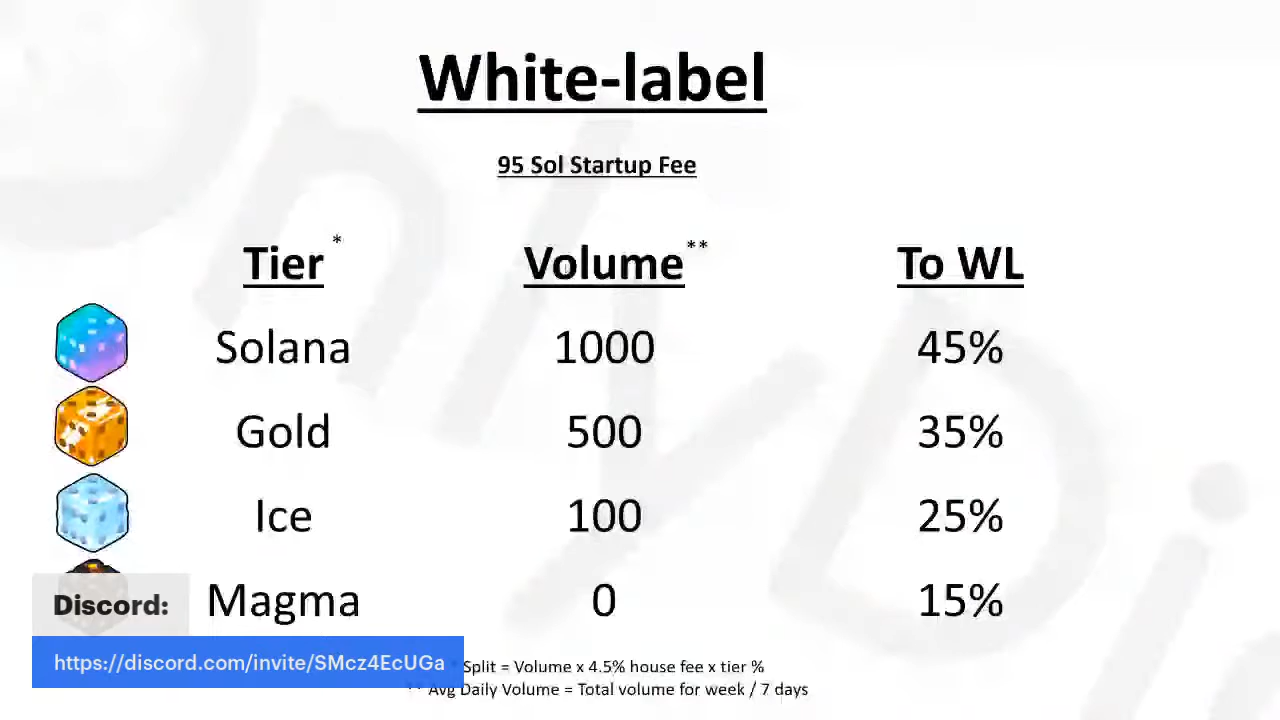 White-label
95 Sol Startup Fee
Tier * Volume ** To WL
Solana 1000 45%
Gold 500 35%
Ice 100 25%
Magma 0 15%
Discord:
https://discord.com/invite/SMcz4EcUGa
* Split = Volume x 4.5% house fee x tier %
** Avg Daily Volume = Total volume for week / 7 days
OnlyDi